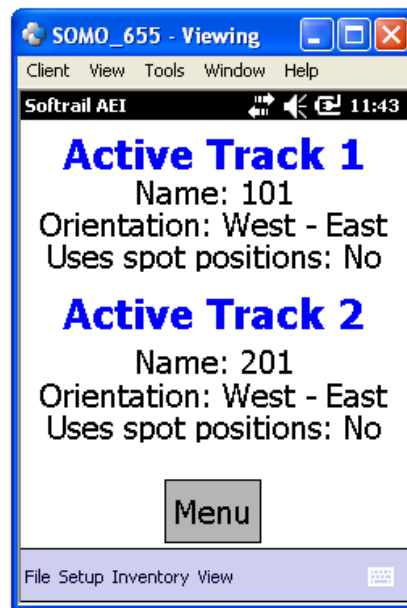 SOMO_655 - Viewing
Client View Tools Window Help
Softrail AEI 11:43
Active Track 1
Name: 101
Orientation: West - East
Uses spot positions: No
Active Track 2
Name: 201
Orientation: West - East
Uses spot positions: No
Menu
File Setup Inventory View